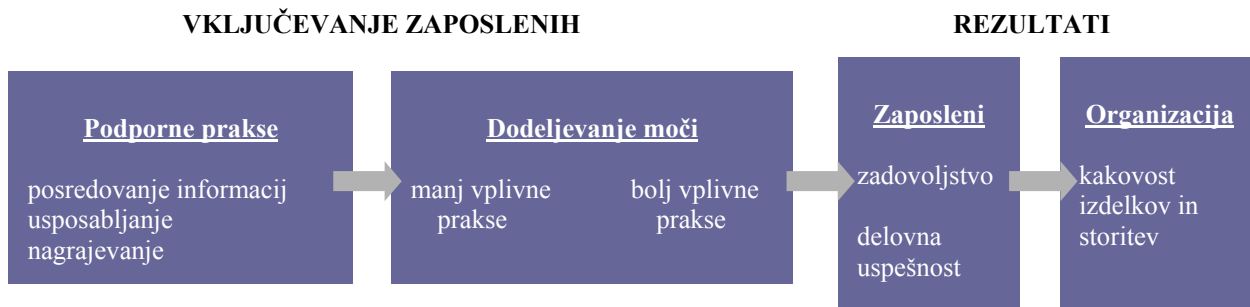 VKLJUČEVANJE ZAPOSLENIH
REZULTATI
Podporne prakse
posredovanje informacij
usposabljanje
nagrajevanje
Dodeljevanje moči
manj vplivne
prakse
bolj vplivne
prakse
Zaposleni
zadovoljstvo
delovna
uspešnost
Organizacija
kakovost
izdelkov in
storitev